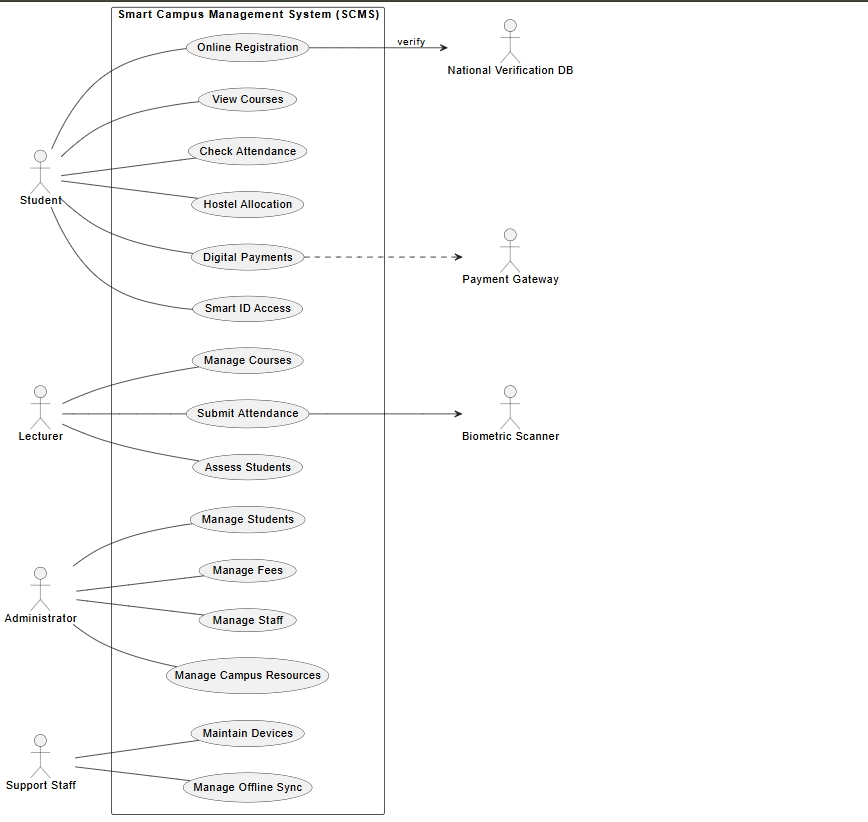 Smart Campus Management System (SCMS)
Online Registration
verify
National Verification DB
View Courses
Check Attendance
Student
Hostel Allocation
Digital Payments
Payment Gateway
Smart ID Access
Manage Courses
Submit Attendance
Lecturer
Biometric Scanner
Assess Students
Manage Students
Manage Fees
Administrator
Manage Staff
Manage Campus Resources
Maintain Devices
Support Staff
Manage Offline Sync